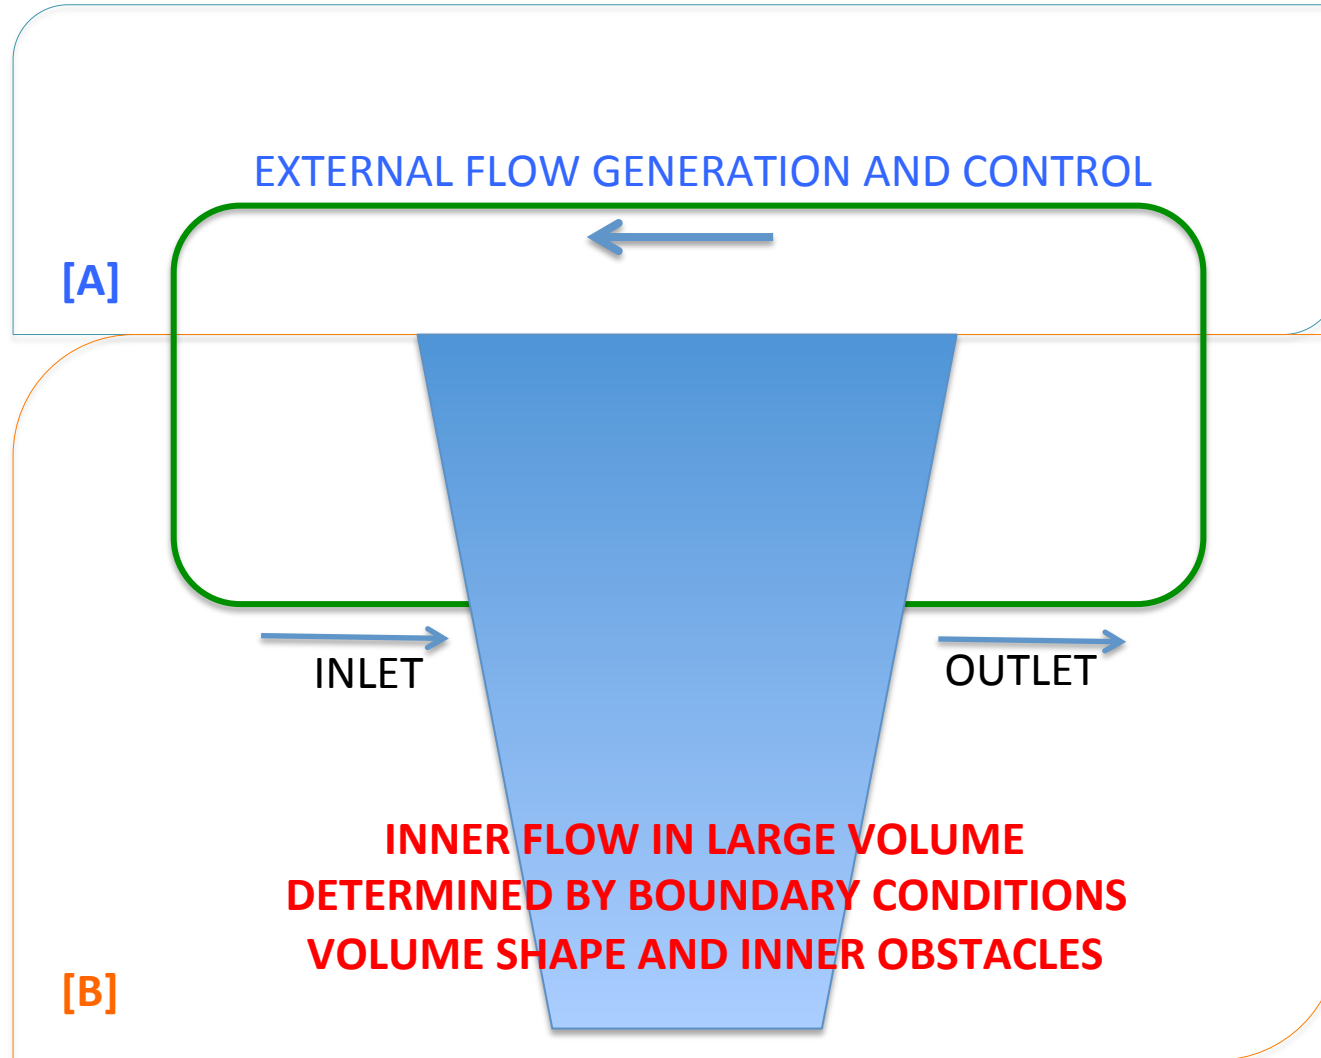 EXTERNAL FLOW GENERATION AND CONTROL
[A]
INLET
OUTLET
INNER FLOW IN LARGE VOLUME
DETERMINED BY BOUNDARY CONDITIONS
VOLUME SHAPE AND INNER OBSTACLES
[B]